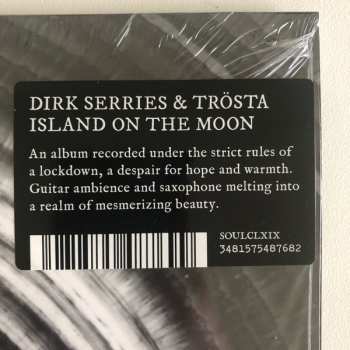 DIRK SERRIES & TRÖSTA
ISLAND ON THE MOON
An album recorded under the strict rules of
a lockdown, a despair for hope and warmth.
Guitar ambience and saxophone melting into
a realm of mesmerizing beauty.
SOULCLXIX
3481575487682